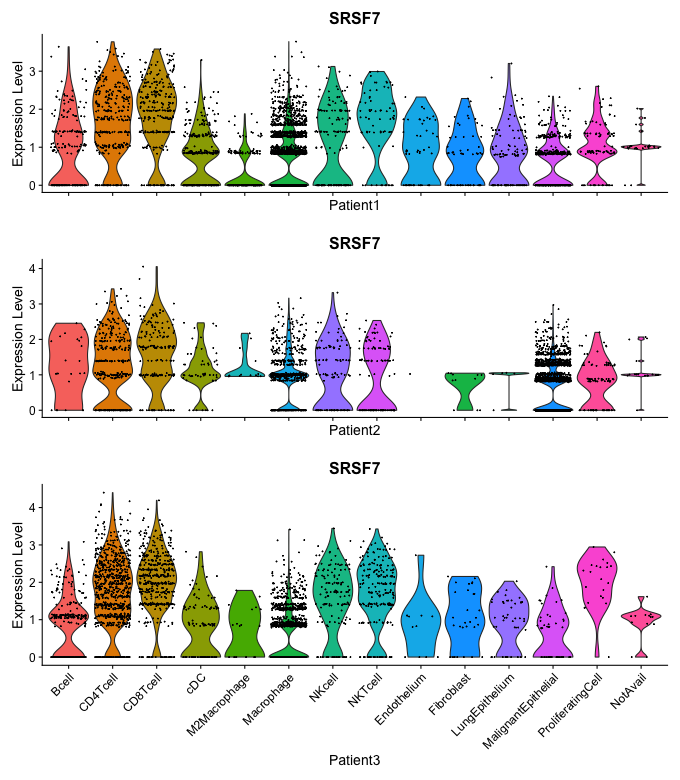 SRSF7
Expression Level
3
2
1
0
Patient1
SRSF7
Expression Level
4
3
2
1
0
Patient2
SRSF7
Expression Level
4
3
2
1
0
Bcell
CD4Tcell
CD8Tcell
cDC
M2Macrophage
Macrophage
NKcell
NKTcell
Endothelium
Fibroblast
LungEpithelium
MalignantEpithelial
ProliferatingCell
NotAvail
Patient3